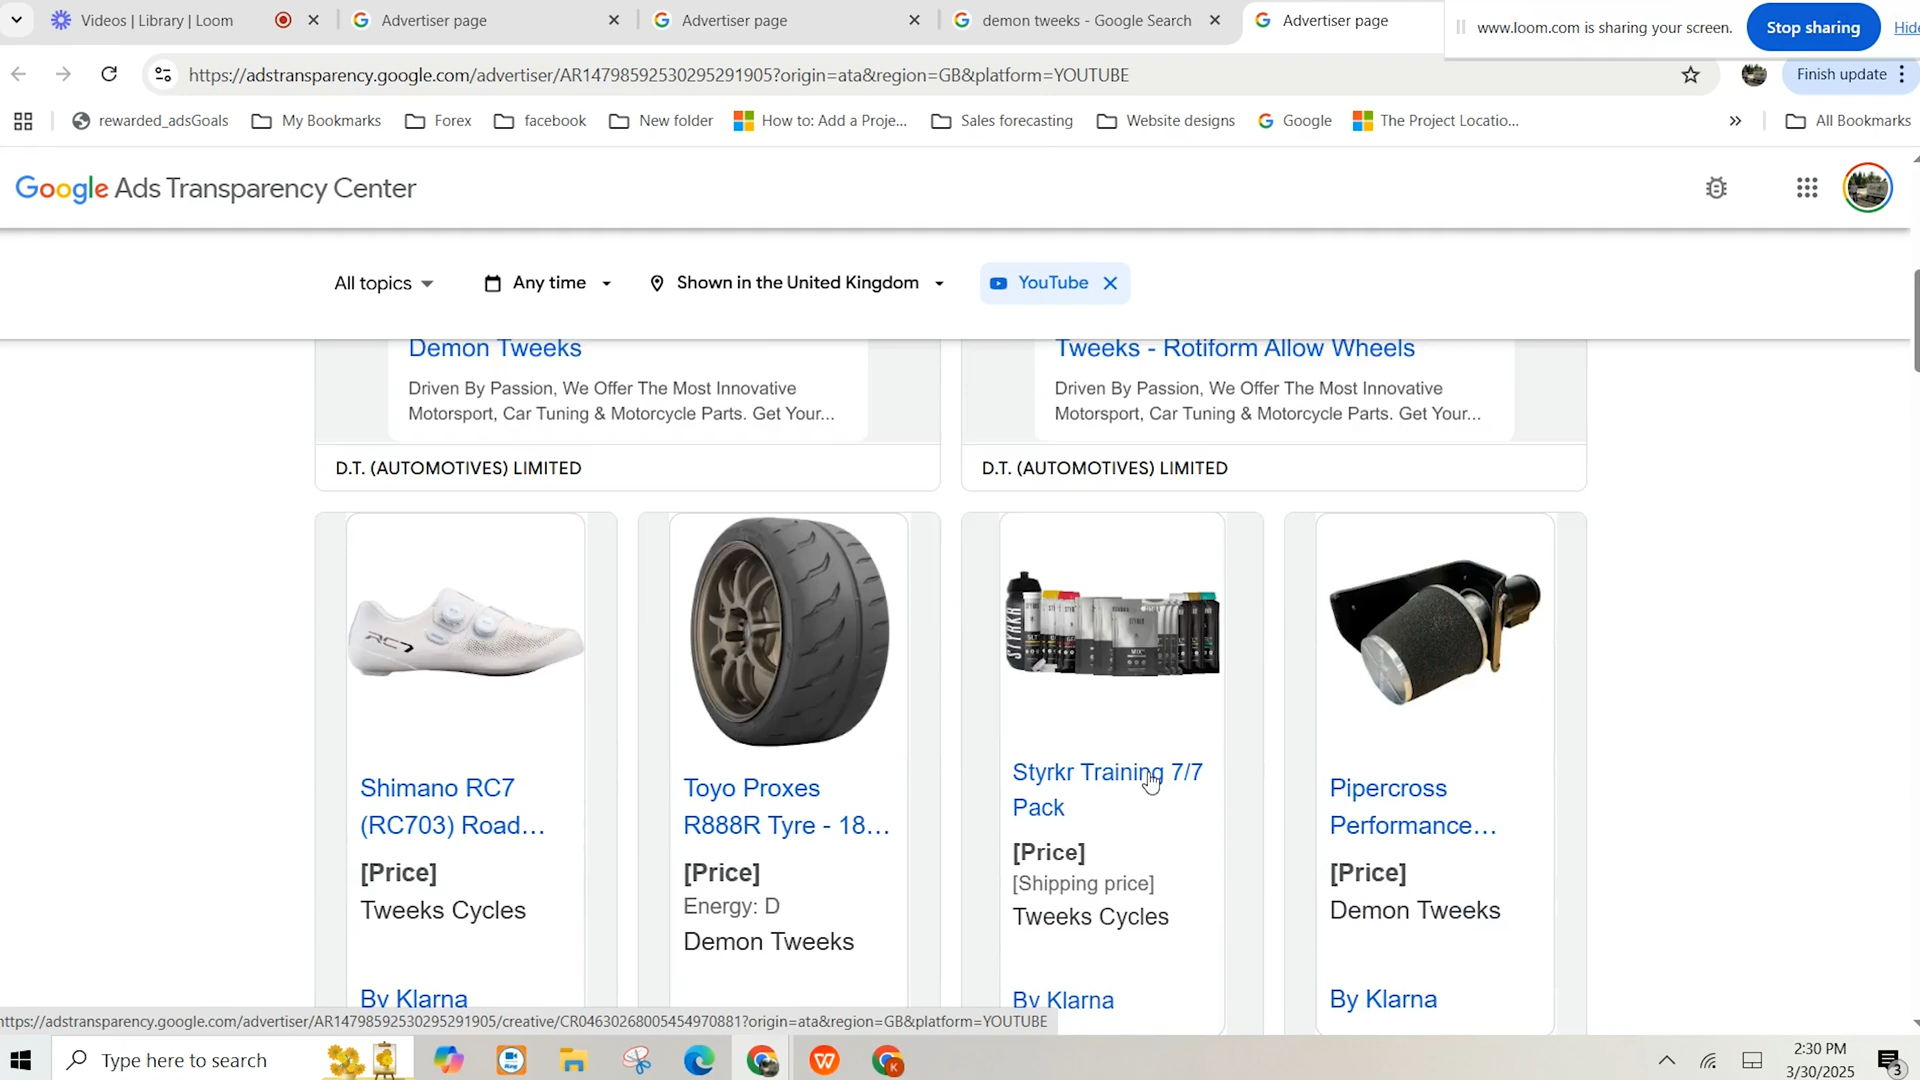 Videos | Library | Loom
Advertiser page
Advertiser page
demon tweeks - Google Search
Advertiser page
www.loom.com is sharing your screen.
Stop sharing
Hide
https://adstransparency.google.com/advertiser/AR14798592530295291905?origin=ata&region=GB&platform=YOUTUBE
Finish update
rewarded_adsGoals
My Bookmarks
Forex
facebook
New folder
How to: Add a Proje...
Sales forecasting
Website designs
Google
The Project Locatio...
»
All Bookmarks
Google Ads Transparency Center
All topics
Any time
Shown in the United Kingdom
YouTube
Demon Tweeks
Driven By Passion, We Offer The Most Innovative
Motorsport, Car Tuning & Motorcycle Parts. Get Your...
D.T. (AUTOMOTIVES) LIMITED
Tweeks - Rotiform Allow Wheels
Driven By Passion, We Offer The Most Innovative
Motorsport, Car Tuning & Motorcycle Parts. Get Your...
D.T. (AUTOMOTIVES) LIMITED
RC7
Shimano RC7
(RC703) Road...
[Price]
Tweeks Cycles
By Klarna
Toyo Proxes
R888R Tyre - 18...
[Price]
Energy: D
Demon Tweeks
STYRKR
Styrkr Training 7/7
Pack
[Price]
[Shipping price]
Tweeks Cycles
By Klarna
Pipercross
Performance...
[Price]
Demon Tweeks
By Klarna
https://adstransparency.google.com/advertiser/AR14798592530295291905/creative/CR04630268005454970881?origin=ata&region=GB&platform=YOUTUBE
Type here to search
2:30 PM
3/30/2025
3